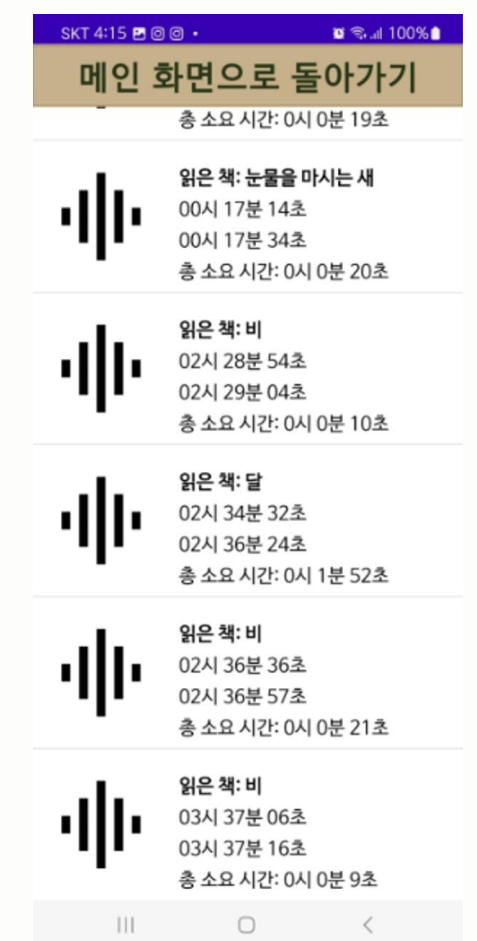 SKT 4:15 100%
메인 화면으로 돌아가기
총 소요 시간: 0시 0분 19초
읽은 책: 눈물을 마시는 새
00시 17분 14초
00시 17분 34초
총 소요 시간: 0시 0분 20초
읽은 책: 비
02시 28분 54초
02시 29분 04초
총 소요 시간: 0시 0분 10초
읽은 책: 달
02시 34분 32초
02시 36분 24초
총 소요 시간: 0시 1분 52초
읽은 책: 비
02시 36분 36초
02시 36분 57초
총 소요 시간: 0시 0분 21초
읽은 책: 비
03시 37분 06초
03시 37분 16초
총 소요 시간: 0시 0분 9초